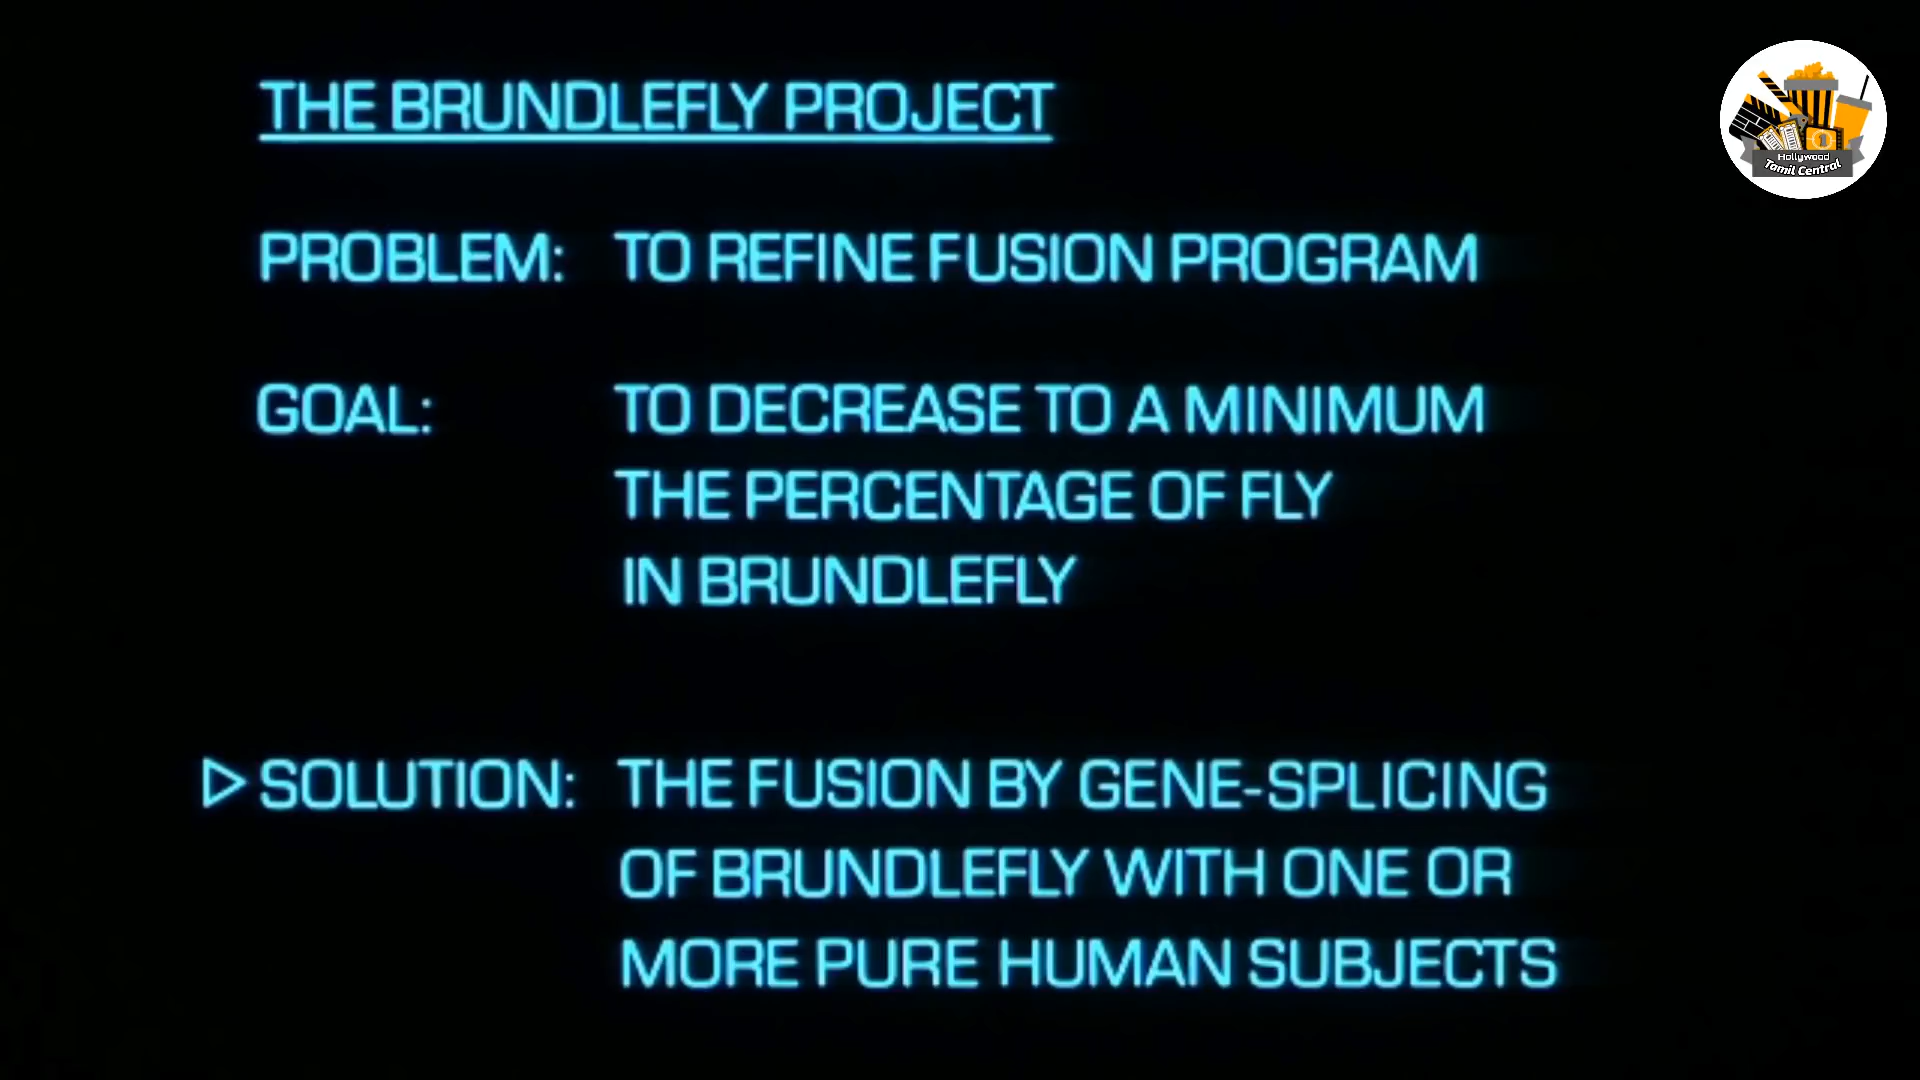 THE BRUNDLEFLY PROJECT
PROBLEM: TO REFINE FUSION PROGRAM
GOAL: TO DECREASE TO A MINIMUM
THE PERCENTAGE OF FLY
IN BRUNDLEFLY
SOLUTION: THE FUSION BY GENE-SPLICING
OF BRUNDLEFLY WITH ONE OR
MORE PURE HUMAN SUBJECTS
Hollywood
Tamil Central